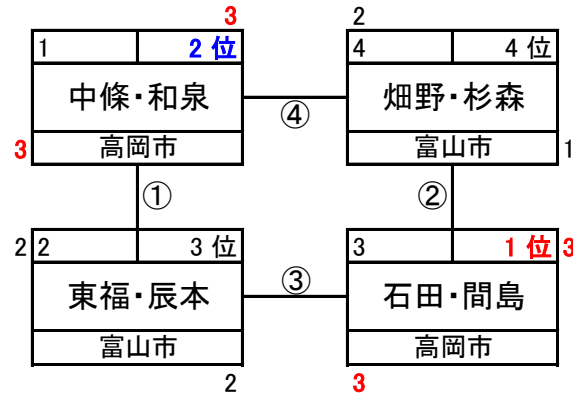 3 2
1 2 位 4 4 位
中條・和泉 畑野・杉森
④
3 高岡市 富山市 1
① ②
2 2 3 位 3 1 位 3
東福・辰本 ③ 石田・間島
富山市 高岡市
2 3